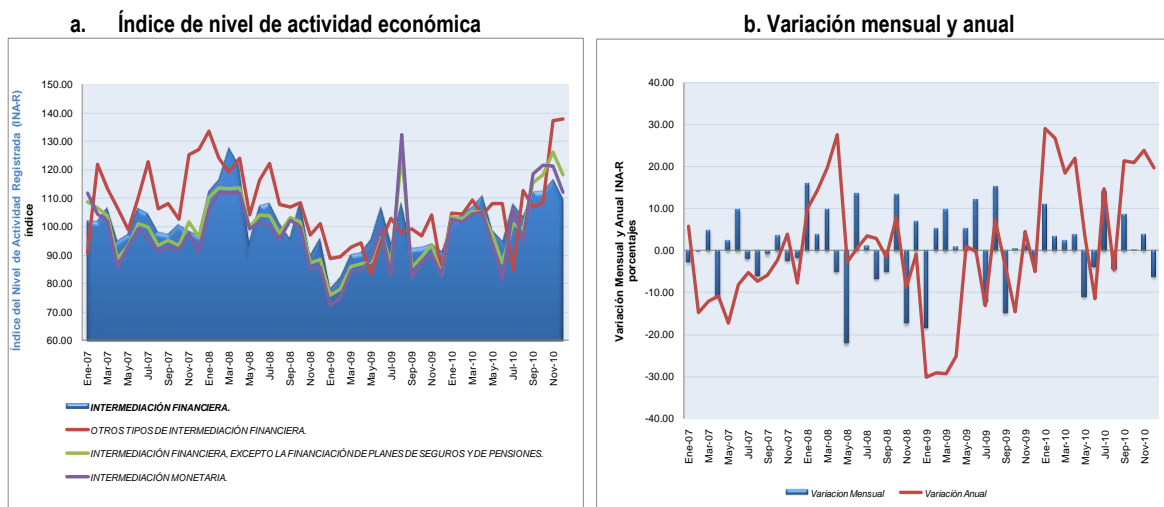 a. Índice de nivel de actividad económica
Índice del Nivel de Actividad Registrada (INA-R)
índice
150.00
140.00
130.00
120.00
110.00
100.00
90.00
80.00
70.00
60.00
Ene-07
Mar-07
May-07
Jul-07
Sep-07
Nov-07
Ene-08
Mar-08
May-08
Jul-08
Sep-08
Nov-08
Ene-09
Mar-09
May-09
Jul-09
Sep-09
Nov-09
Ene-10
Mar-10
May-10
Jul-10
Sep-10
Nov-10
INTERMEDIACIÓN FINANCIERA.
OTROS TIPOS DE INTERMEDIACIÓN FINANCIERA.
INTERMEDIACIÓN FINANCIERA, EXCEPTO LA FINANCIACIÓN DE PLANES DE SEGUROS Y DE PENSIONES.
INTERMEDIACIÓN MONETARIA.
b. Variación mensual y anual
Variación Mensual y Anual INA-R
porcentajes
40.00
30.00
20.00
10.00
0.00
-10.00
-20.00
-30.00
-40.00
Ene-07
Mar-07
May-07
Jul-07
Sep-07
Nov-07
Ene-08
Mar-08
May-08
Jul-08
Sep-08
Nov-08
Ene-09
Mar-09
May-09
Jul-09
Sep-09
Nov-09
Ene-10
Mar-10
May-10
Jul-10
Sep-10
Nov-10
Variacion Mensual
Variación Anual